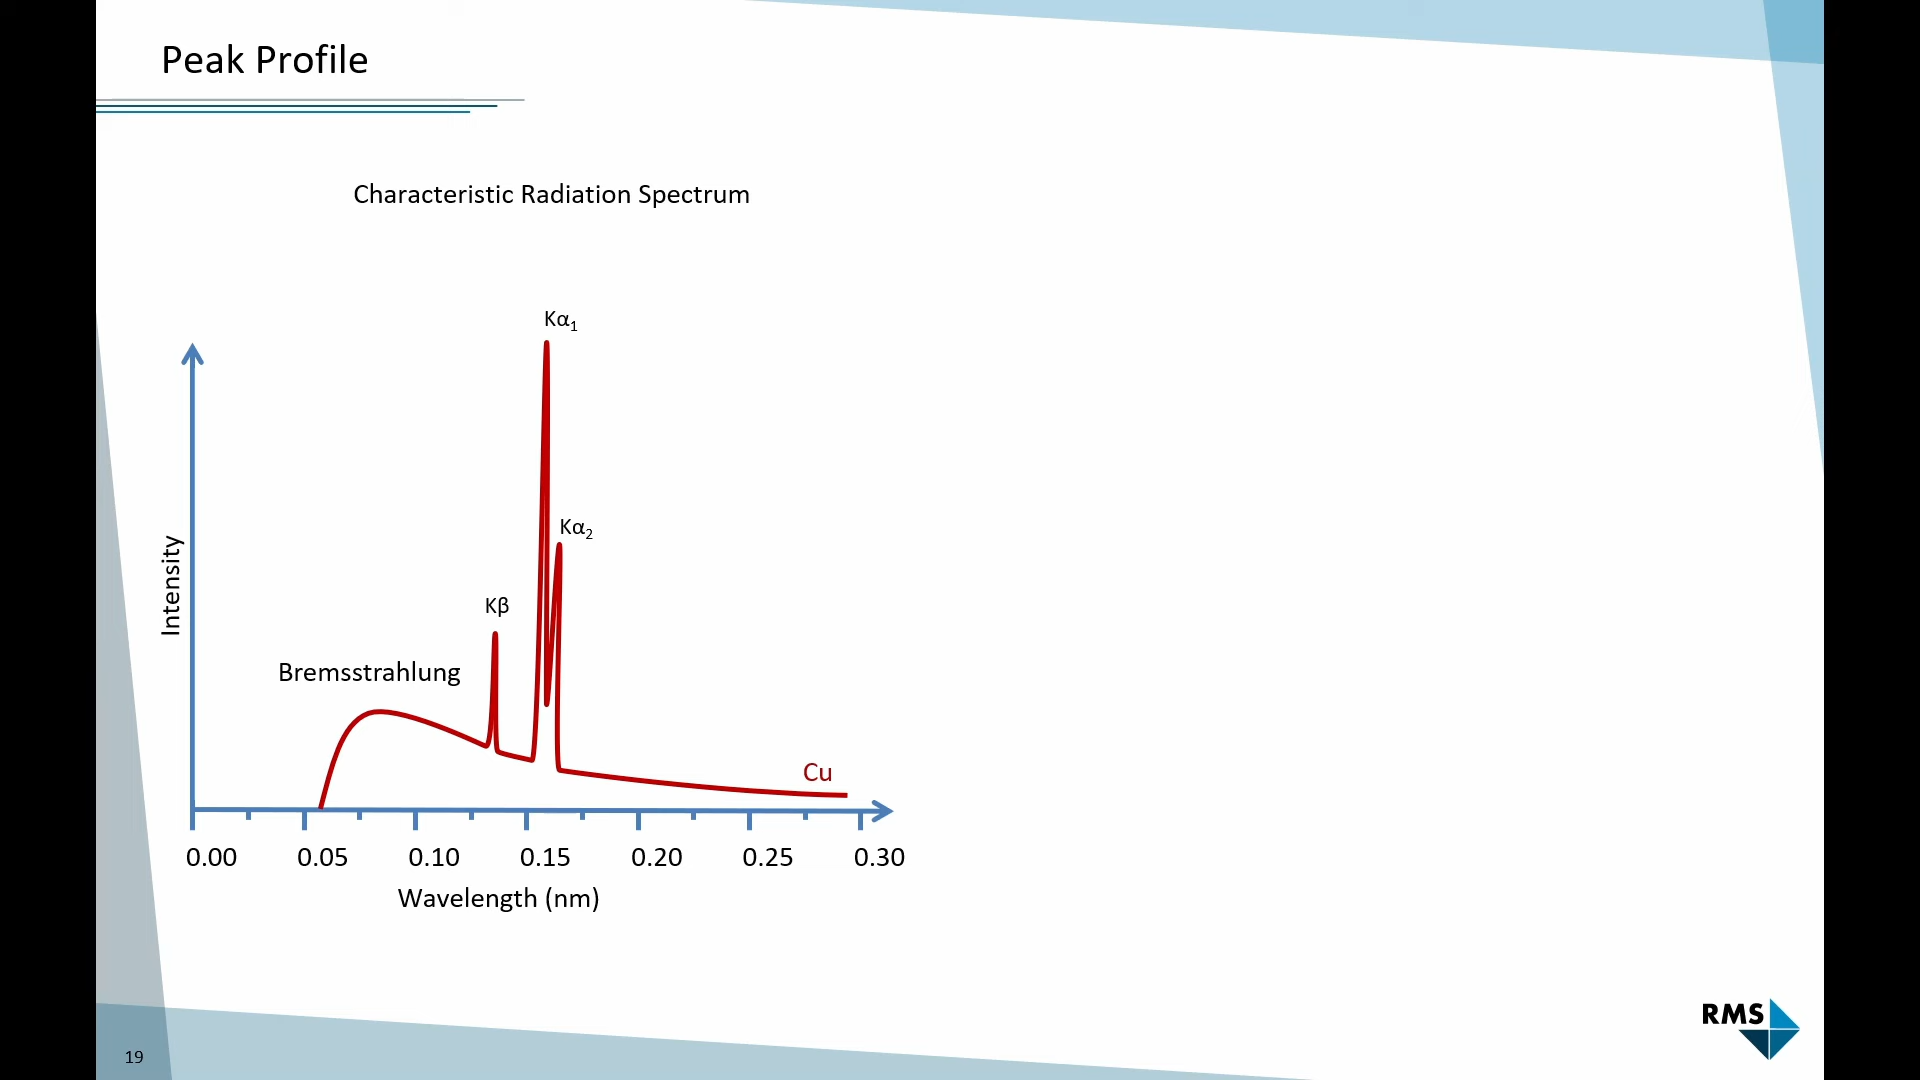 Peak Profile
Characteristic Radiation Spectrum
Kα₁
Kα₂
Kβ
Bremsstrahlung
Intensity
Cu
0.00 0.05 0.10 0.15 0.20 0.25 0.30
Wavelength (nm)
RMS
19